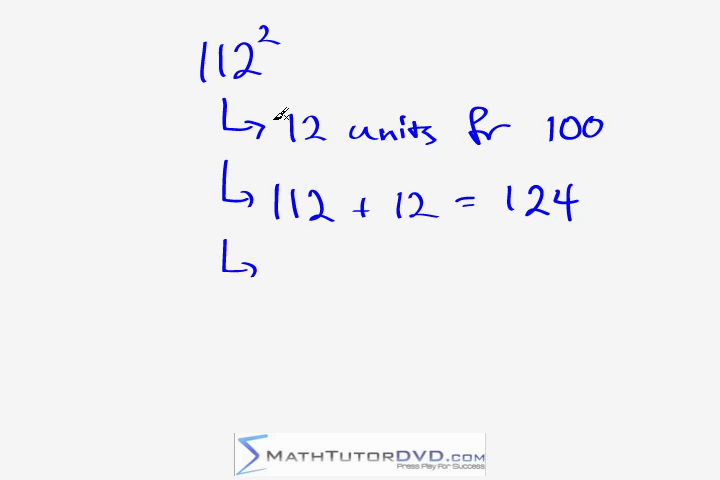 112²
↳ 12 units for 100
↳ 112 + 12 = 124
↳
MATHTUTORDVD.COM
Press Play For Success